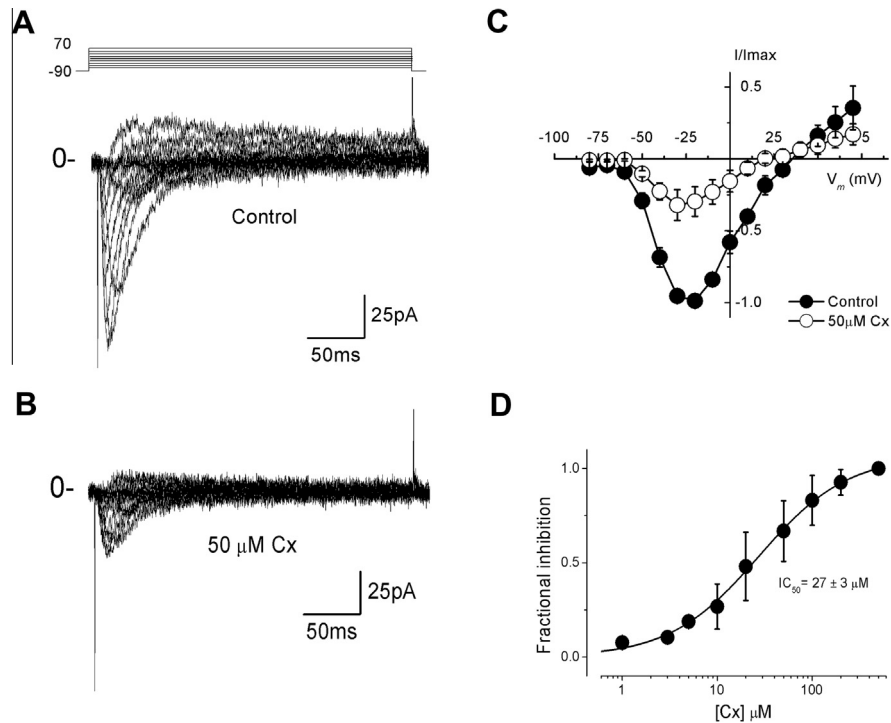 A
70
-90
0-
Control
25pA
50ms
B
0-
50 μM Cx
25pA
50ms
C
I/Imax
0.5
-100 -75 -50 -25 25
5
Vm (mV)
-0.5
-1.0
Control
50μM Cx
D
Fractional inhibition
1.0
0.5
0.0
IC50= 27 ± 3 μM
1 10 100
[Cx] μM